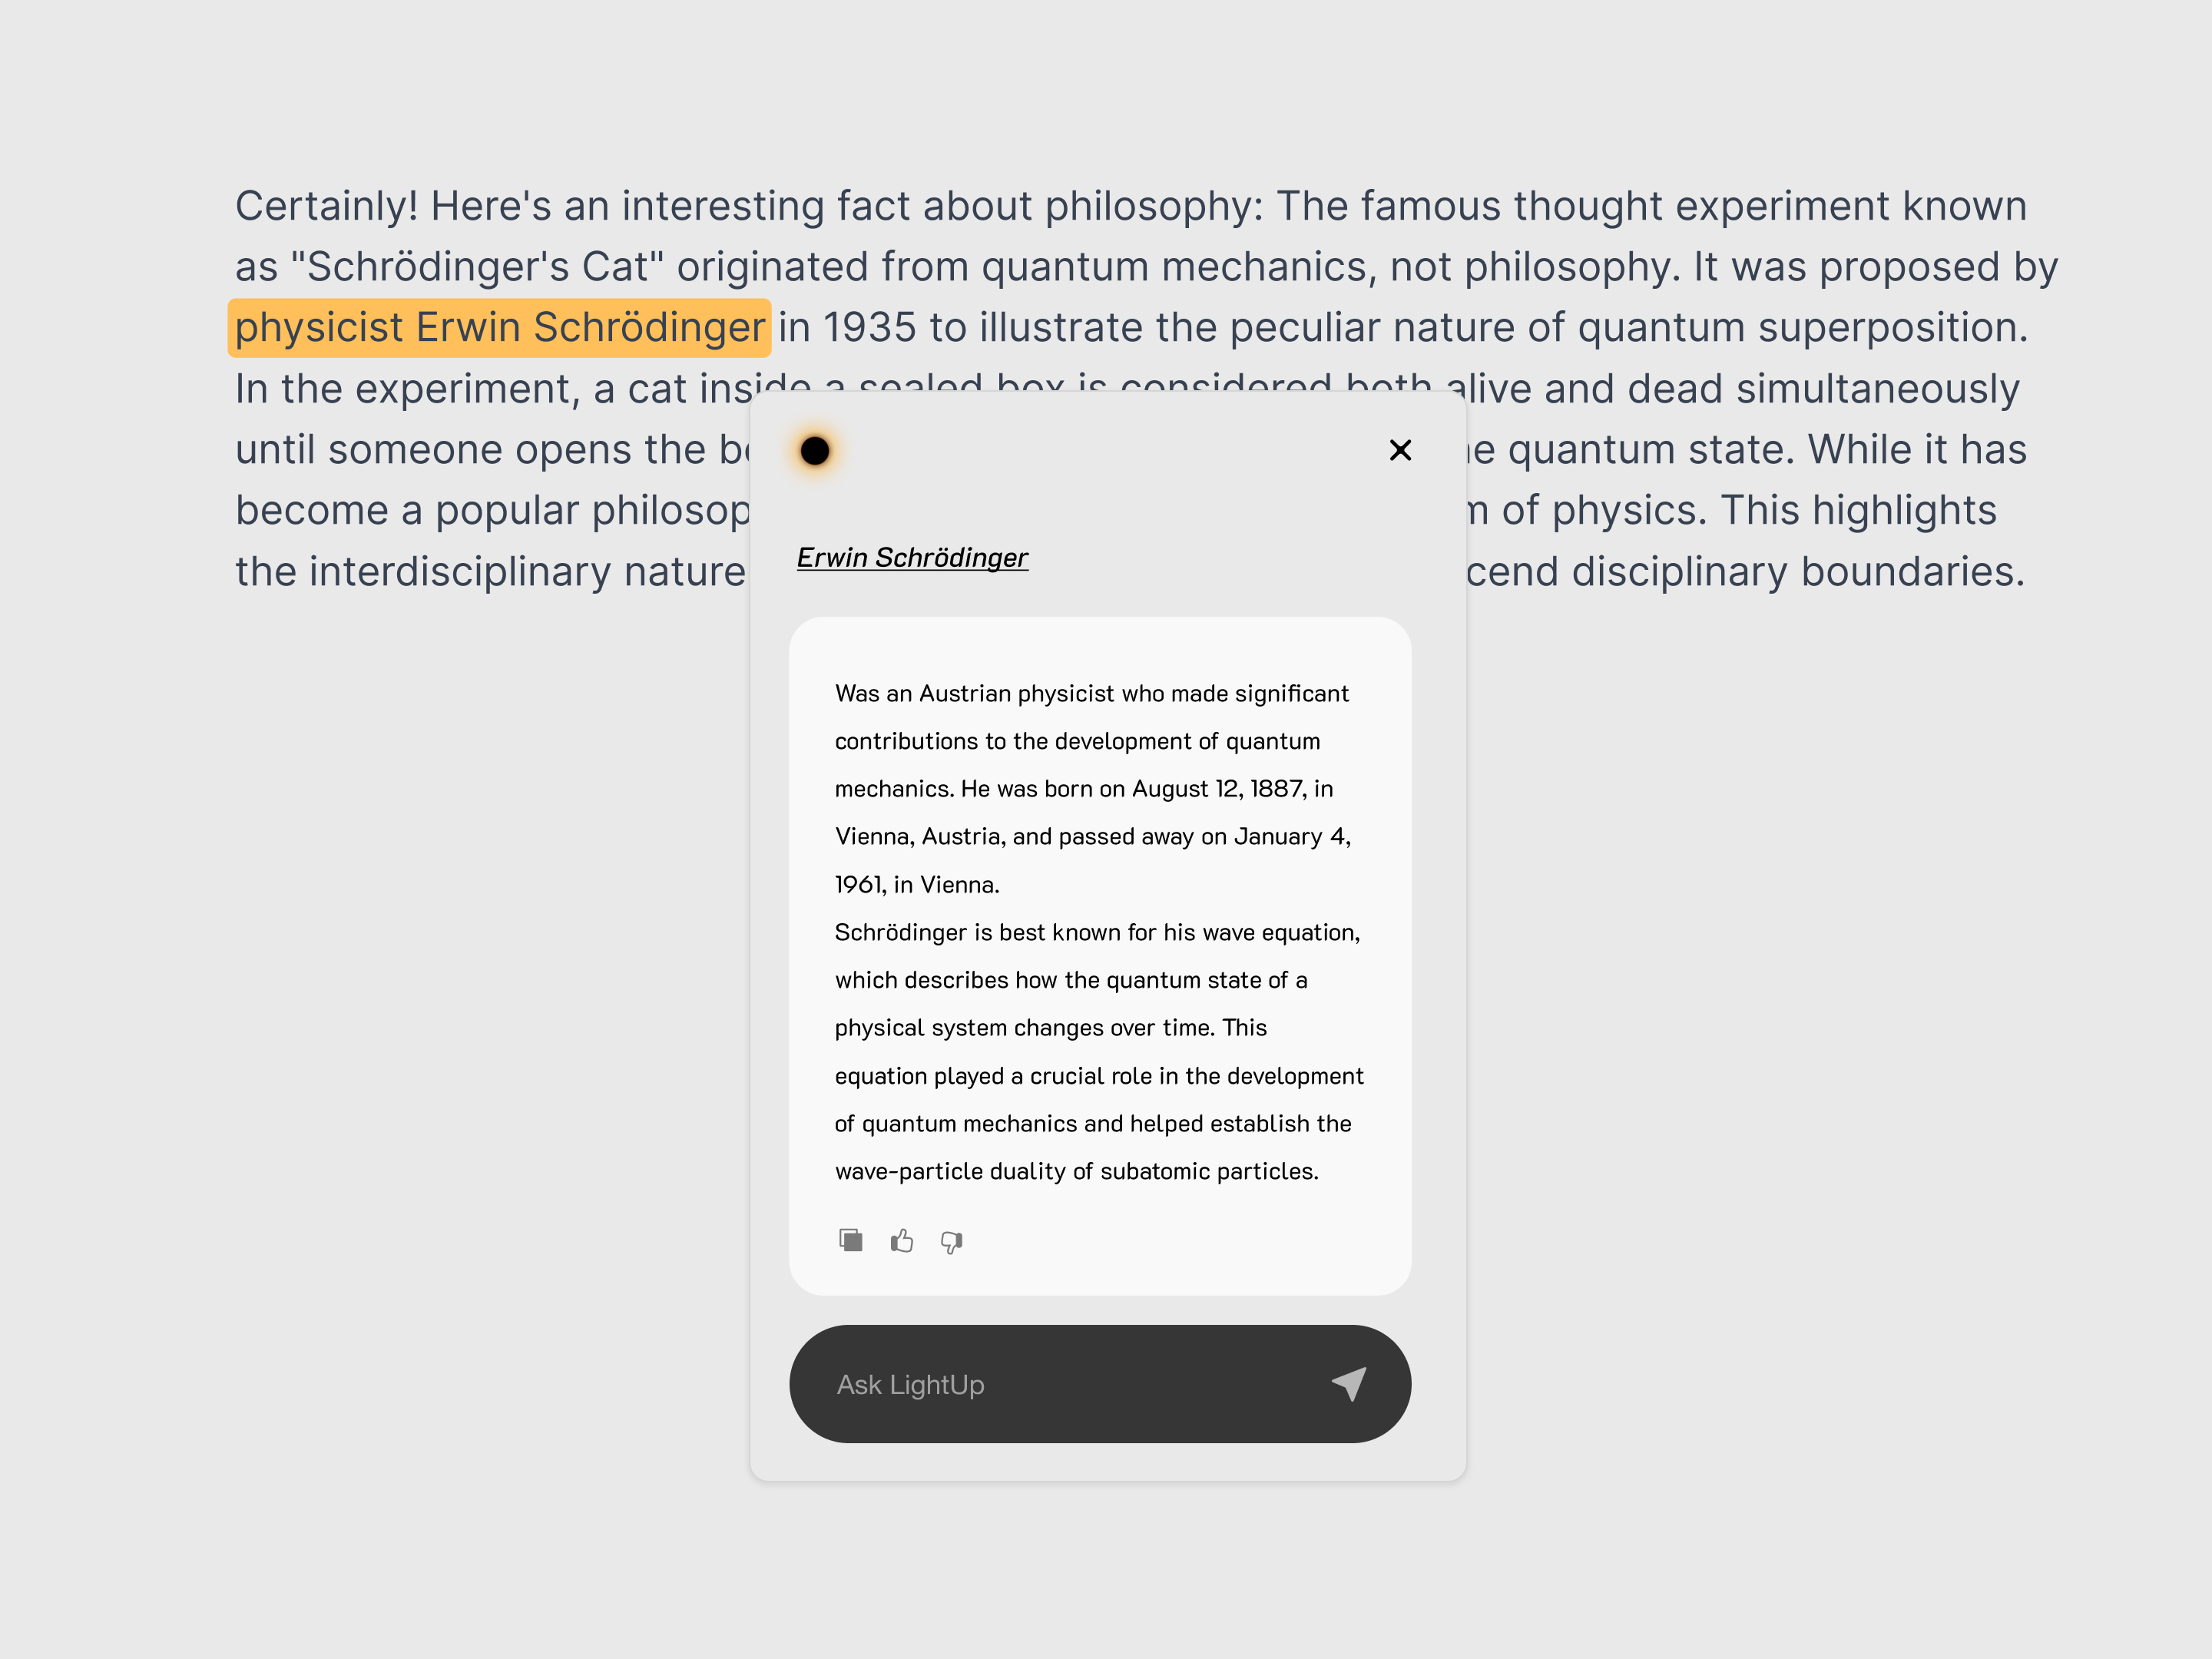 Certainly! Here's an interesting fact about philosophy: The famous thought experiment known
as "Schrödinger's Cat" originated from quantum mechanics, not philosophy. It was proposed by
physicist Erwin Schrödinger in 1935 to illustrate the peculiar nature of quantum superposition.
In the experiment, a cat inside a sealed box is considered both alive and dead simultaneously
until someone opens the quantum state. While it has
become a popular of physics. This highlights
the interdisciplinary nature disciplinary boundaries.
Erwin Schrödinger
Was an Austrian physicist who made significant
contributions to the development of quantum
mechanics. He was born on August 12, 1887, in
Vienna, Austria, and passed away on January 4,
1961, in Vienna.
Schrödinger is best known for his wave equation,
which describes how the quantum state of a
physical system changes over time. This
equation played a crucial role in the development
of quantum mechanics and helped establish the
wave-particle duality of subatomic particles.
Ask LightUp